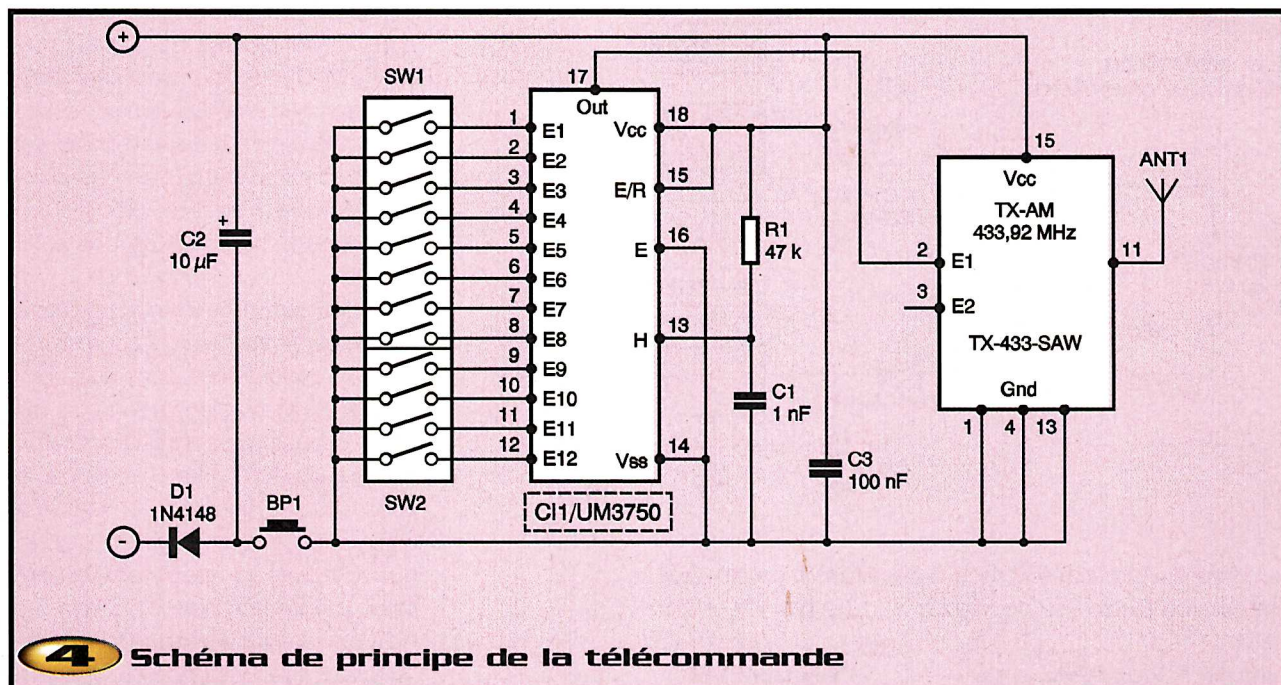 +
SW1
17
Out
1 E1
2 E2
3 E3
4 E4
5 E5
6 E6
7 E7
8 E8
9 E9
10 E10
11 E11
12 E12
Vcc 18
E/R 15
E 16
H 13
Vss 14
CI1/UM3750
SW2
C2
10 µF
+
D1
1N4148
BP1
-
R1
47 k
C1
1 nF
C3
100 nF
15
Vcc
TX-AM
433,92 MHz
2 E1
3 E2
11
TX-433-SAW
Gnd
1 4 13
ANT1
4 Schéma de principe de la télécommande